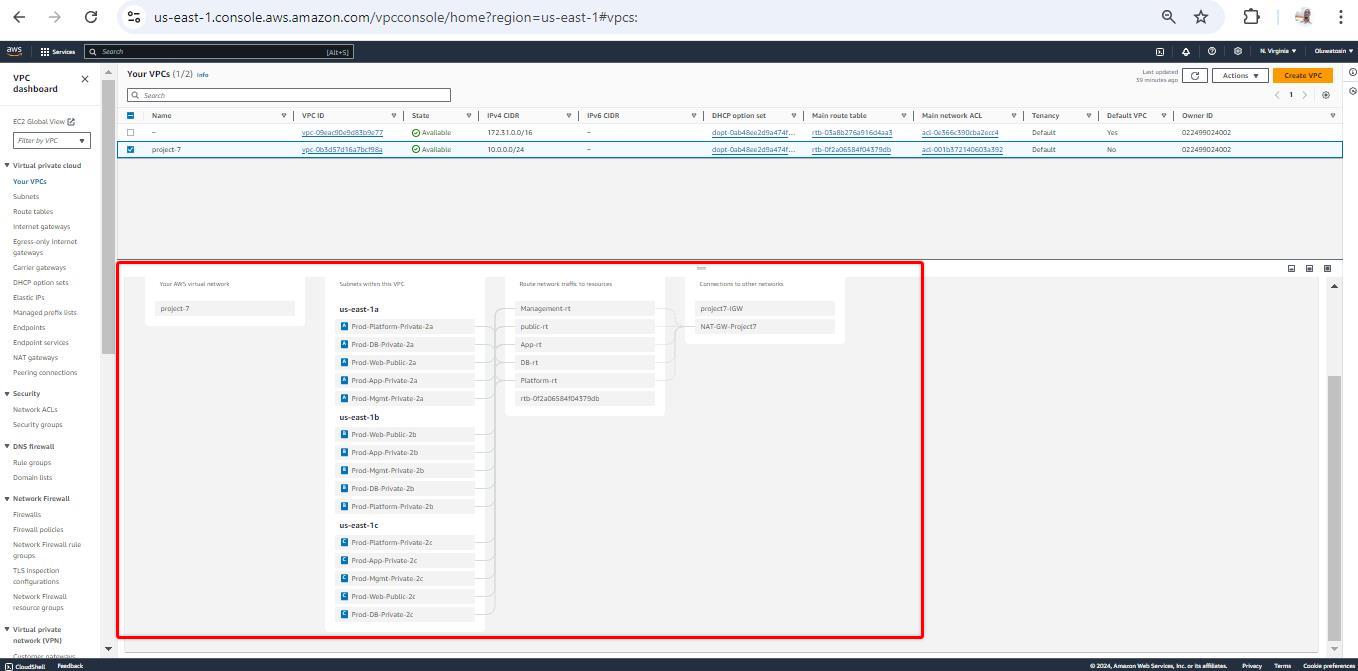 us-east-1.console.aws.amazon.com/vpcconsole/home?region=us-east-1#vpcs:
aws Services Search [Alt+S] N. Virginia Oluwatosin
VPC dashboard
EC2 Global View
Filter by VPC
Virtual private cloud
Your VPCs
Subnets
Route tables
Internet gateways
Egress-only internet gateways
Carrier gateways
DHCP option sets
Elastic IPs
Managed prefix lists
Endpoints
Endpoint services
NAT gateways
Peering connections
Security
Network ACLs
Security groups
DNS firewall
Rule groups
Domain lists
Network Firewall
Firewalls
Firewall policies
Network Firewall rule groups
TLS inspection configurations
Network Firewall resource groups
Virtual private network (VPN)
Customer gateways
Your VPCs (1/2) Info
Last updated 39 minutes ago
Actions
Create VPC
Search
1
Name VPC ID State IPv4 CIDR IPv6 CIDR DHCP option set Main route table Main network ACL Tenancy Default VPC Owner ID
– vpc-09eac90e9d83b9e77 Available 172.31.0.0/16 – dopt-0ab48ee2d9a474f... rtb-03a8b276a916d4aa3 acl-0e366c390cba2ecc4 Default Yes 022499024002
project-7 vpc-0b3d57d16a7bcf98a Available 10.0.0.0/24 – dopt-0ab48ee2d9a474f... rtb-0f2a06584f04379db acl-001b372140603a392 Default No 022499024002
Your AWS virtual network
project-7
Subnets within this VPC
us-east-1a
A Prod-Platform-Private-2a
A Prod-DB-Private-2a
A Prod-Web-Public-2a
A Prod-App-Private-2a
A Prod-Mgmt-Private-2a
us-east-1b
B Prod-Web-Public-2b
B Prod-App-Private-2b
B Prod-Mgmt-Private-2b
B Prod-DB-Private-2b
B Prod-Platform-Private-2b
us-east-1c
C Prod-Platform-Private-2c
C Prod-App-Private-2c
C Prod-Mgmt-Private-2c
C Prod-Web-Public-2c
C Prod-DB-Private-2c
Route network traffic to resources
Management-rt
public-rt
App-rt
DB-rt
Platform-rt
rtb-0f2a06584f04379db
Connections to other networks
project7-IGW
NAT-GW-Project7
CloudShell Feedback © 2024, Amazon Web Services, Inc. or its affiliates. Privacy Terms Cookie preferences